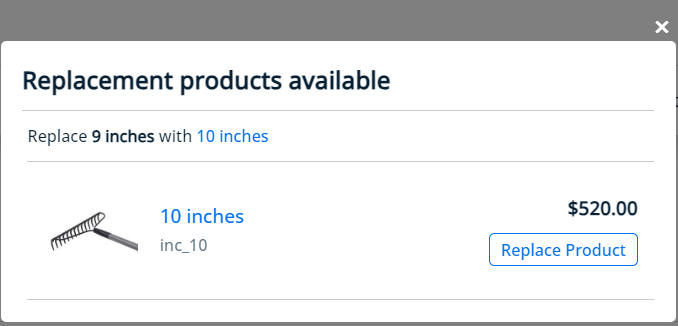 ×
Replacement products available
Replace 9 inches with 10 inches
10 inches
inc_10
$520.00
Replace Product